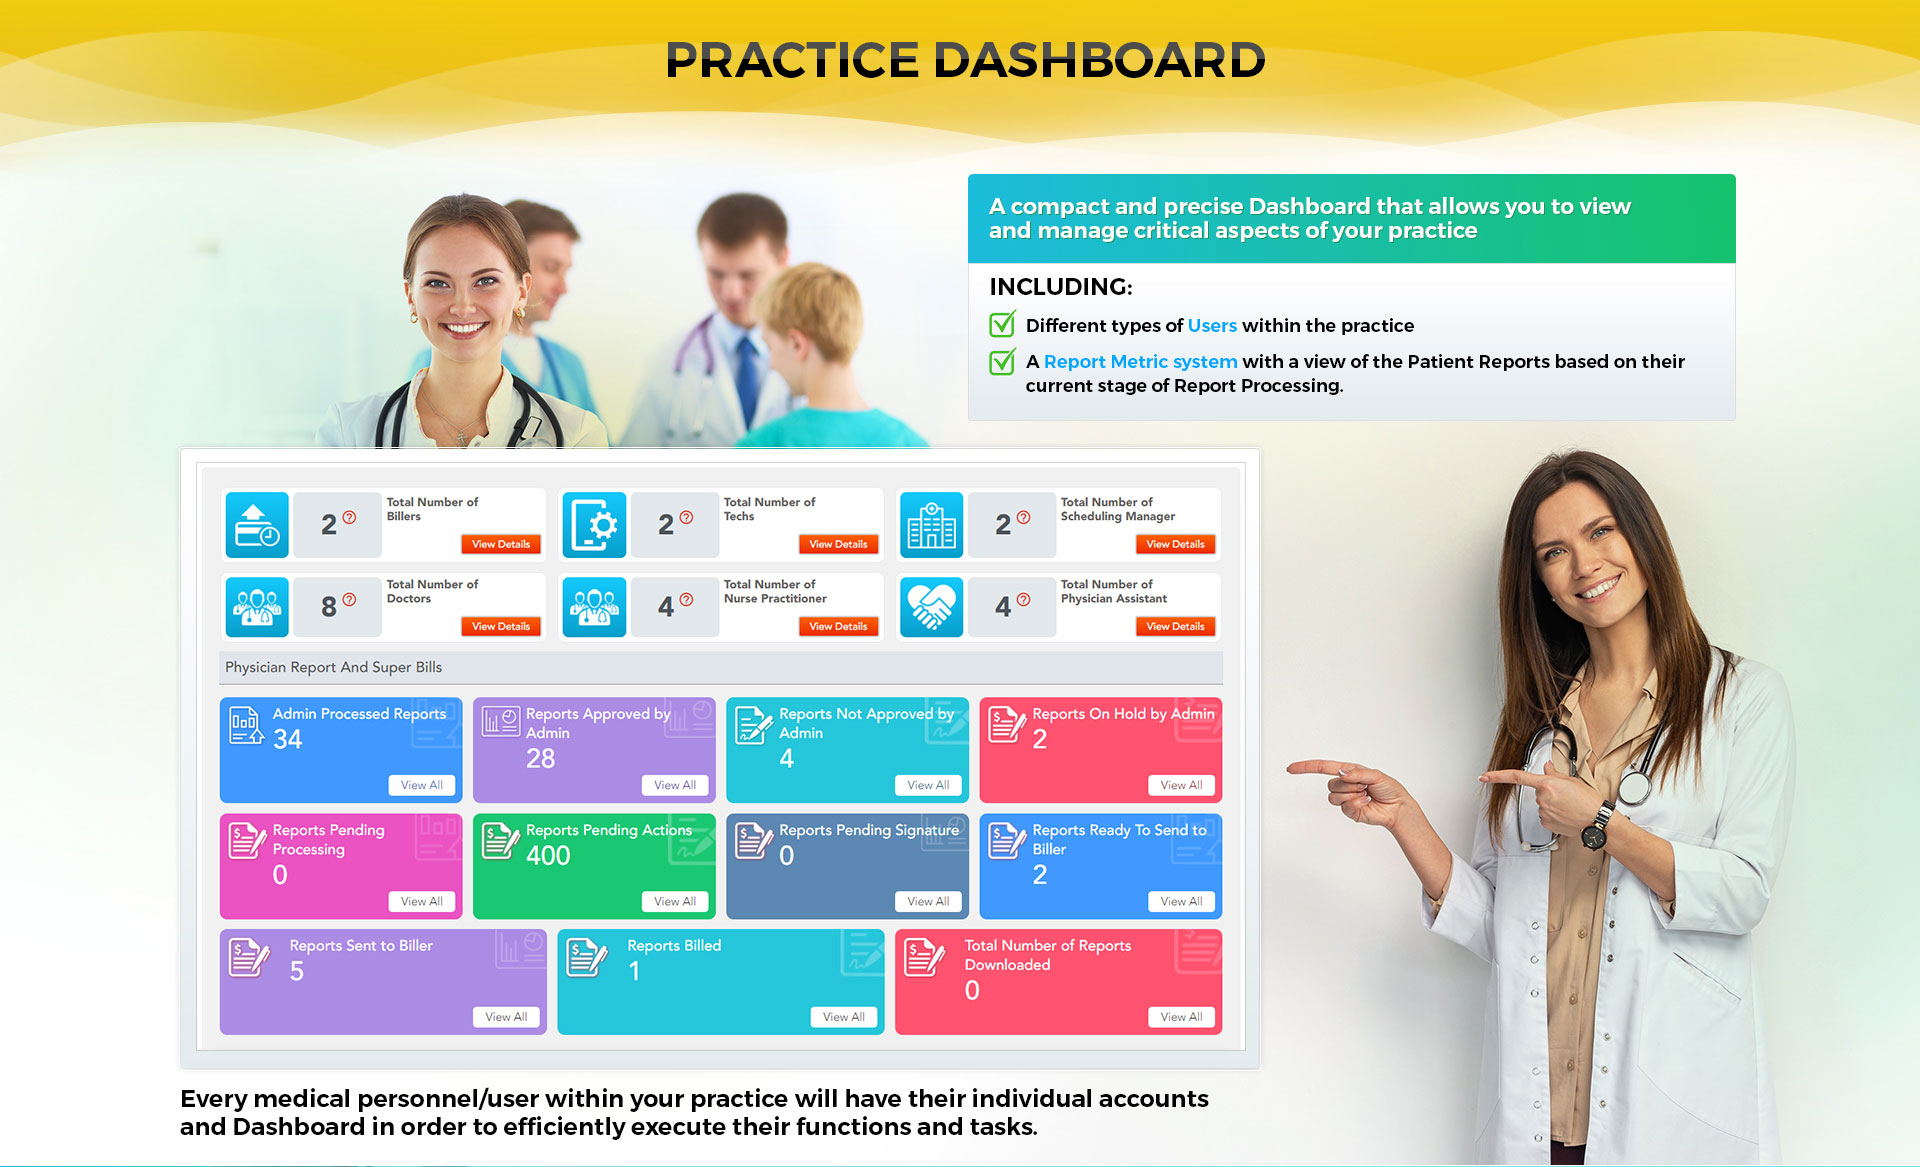 PRACTICE DASHBOARD
A compact and precise Dashboard that allows you to view
and manage critical aspects of your practice
INCLUDING:
Different types of Users within the practice
A Report Metric system with a view of the Patient Reports based on their
current stage of Report Processing.
2 ?
Total Number of
Billers
View Details
2 ?
Total Number of
Techs
View Details
2 ?
Total Number of
Scheduling Manager
View Details
8 ?
Total Number of
Doctors
View Details
4 ?
Total Number of
Nurse Practitioner
View Details
4 ?
Total Number of
Physician Assistant
View Details
Physician Report And Super Bills
Admin Processed Reports
34
View All
Reports Approved by
Admin
28
View All
Reports Not Approved by
Admin
4
View All
Reports On Hold by Admin
2
View All
Reports Pending
Processing
0
View All
Reports Pending Actions
400
View All
Reports Pending Signature
0
View All
Reports Ready To Send to
Biller
2
View All
Reports Sent to Biller
5
View All
Reports Billed
1
View All
Total Number of Reports
Downloaded
0
View All
Every medical personnel/user within your practice will have their individual accounts
and Dashboard in order to efficiently execute their functions and tasks.